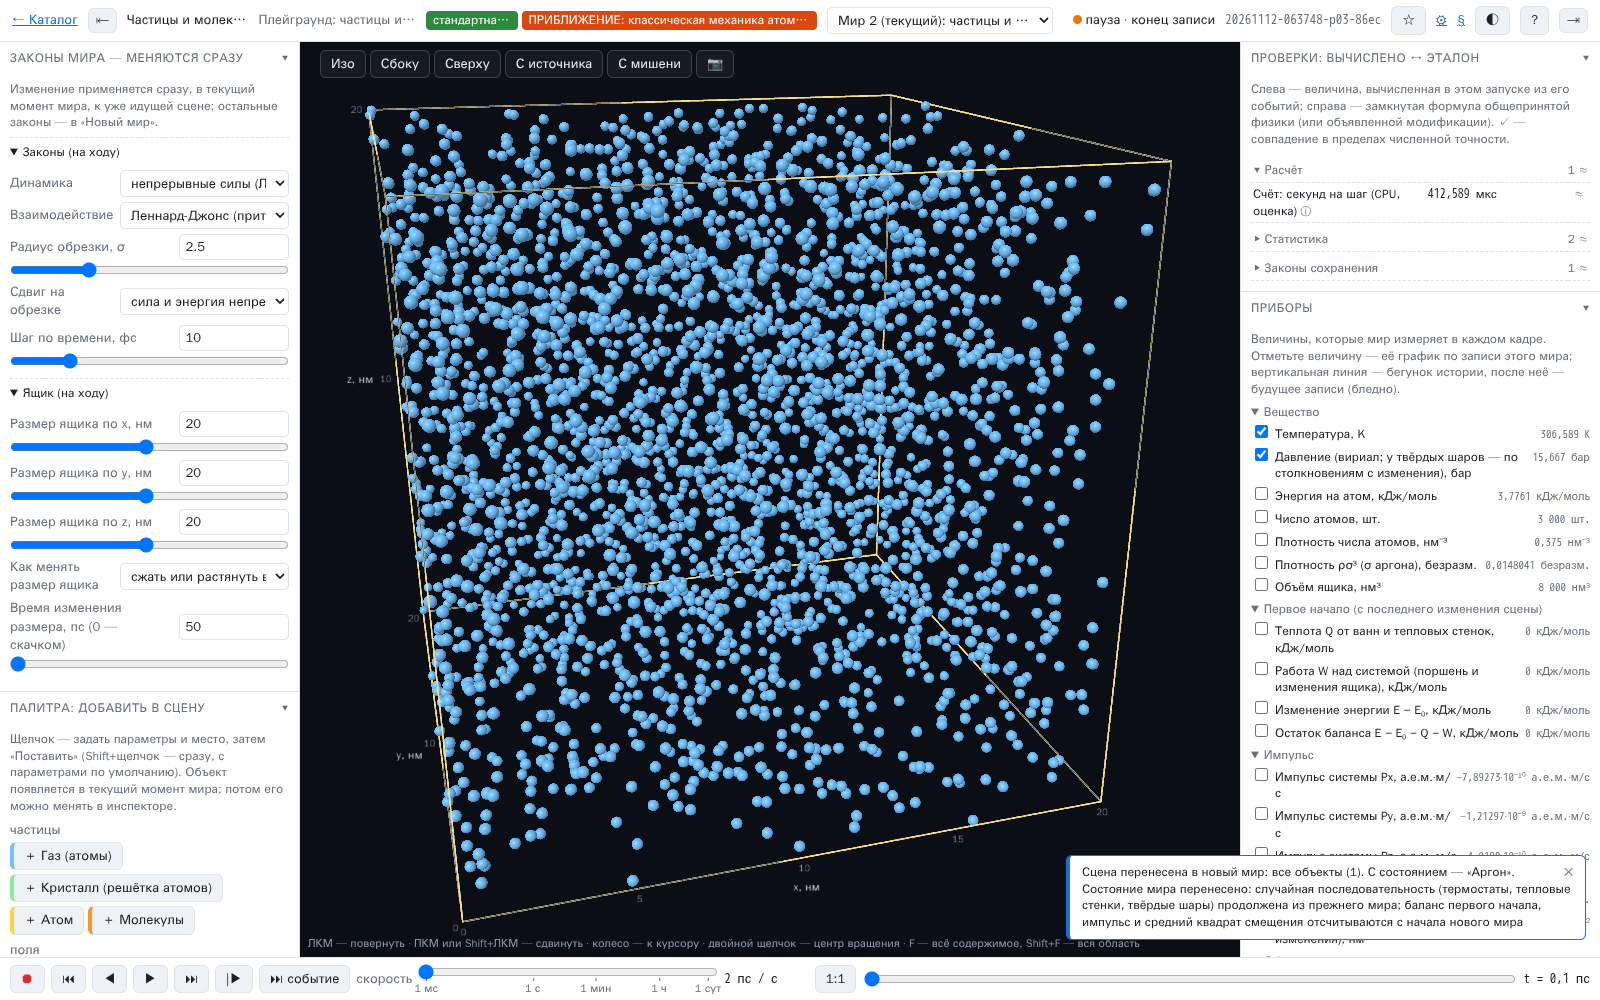 ← Каталог
⇤
Частицы и молек…
Плейграунд: частицы и…
стандартна…
ПРИБЛИЖЕНИЕ: классическая механика атом…
Мир 2 (текущий): частицы и …
пауза · конец записи
20261112-063748-p03-86ec
☆
⚙
§
?
⇥
ЗАКОНЫ МИРА — МЕНЯЮТСЯ СРАЗУ
Изменение применяется сразу, в текущий
момент мира, к уже идущей сцене; остальные
законы — в «Новый мир».
▼ Законы (на ходу)
Динамика
непрерывные силы (Л
Взаимодействие
Леннард-Джонс (прит
Радиус обрезки, σ
2.5
Сдвиг на
обрезке
сила и энергия непре
Шаг по времени, фс
10
▼ Ящик (на ходу)
Размер ящика по x, нм
20
Размер ящика по y, нм
20
Размер ящика по z, нм
20
Как менять
размер ящика
сжать или растянуть в
Время изменения
размера, пс (0 —
скачком)
50
ПАЛИТРА: ДОБАВИТЬ В СЦЕНУ
Щелчок — задать параметры и место, затем
«Поставить» (Shift+щелчок — сразу, с
параметрами по умолчанию). Объект
появляется в текущий момент мира; потом его
можно менять в инспекторе.
частицы
+ Газ (атомы)
+ Кристалл (решётка атомов)
+ Атом
+ Молекулы
поля
Изо
Сбоку
Сверху
С источника
С мишени
20
z, нм 10
20
10
y, нм
0
0
5
10
x, нм
15
20
ЛКМ — повернуть · ПКМ или Shift+ЛКМ — сдвинуть · колесо — к курсору · двойной щелчок — центр вращения · F — всё содержимое, Shift+F — вся область
ПРОВЕРКИ: ВЫЧИСЛЕНО ↔ ЭТАЛОН
Слева — величина, вычисленная в этом запуске из его
событий; справа — замкнутая формула общепринятой
физики (или объявленной модификации). ✓ —
совпадение в пределах численной точности.
▾ Расчёт
1 ≈
Счёт: секунд на шаг (CPU,
оценка) ⓘ
412,589 мкс
≈
▸ Статистика
2 ≈
▸ Законы сохранения
1 ≈
ПРИБОРЫ
Величины, которые мир измеряет в каждом кадре.
Отметьте величину — её график по записи этого мира;
вертикальная линия — бегунок истории, после неё —
будущее записи (бледно).
▼ Вещество
Температура, K
306,589 K
Давление (вириал; у твёрдых шаров — по
столкновениям с изменения), бар
15,667 бар
Энергия на атом, кДж/моль
3,7761 кДж/моль
Число атомов, шт.
3 000 шт.
Плотность числа атомов, нм⁻³
0,375 нм⁻³
Плотность ρσ³ (σ аргона), безразм.
0,0148041 безразм.
Объём ящика, нм³
8 000 нм³
▼ Первое начало (с последнего изменения сцены)
Теплота Q от ванн и тепловых стенок,
кДж/моль
0 кДж/моль
Работа W над системой (поршень и
изменения ящика), кДж/моль
0 кДж/моль
Изменение энергии E − E₀, кДж/моль
0 кДж/моль
Остаток баланса E − E₀ − Q − W, кДж/моль
0 кДж/моль
▼ Импульс
Импульс системы Px, а.е.м.·м/
с
−7,89273·10⁻¹⁰ а.е.м.·м/с
Импульс системы Py, а.е.м.·м/
с
−1,21297·10⁻⁹ а.е.м.·м/с
Сцена перенесена в новый мир: все объекты (1). С состоянием — «Аргон».
Состояние мира перенесено: случайная последовательность (термостаты, тепловые
стенки, твёрдые шары) продолжена из прежнего мира; баланс первого начала,
импульс и средний квадрат смещения отсчитываются с начала нового мира
⏭ событие
скорость
1 мс
1 с
1 мин
1 ч
1 сут
2 пс / с
1:1
t = 0,1 пс